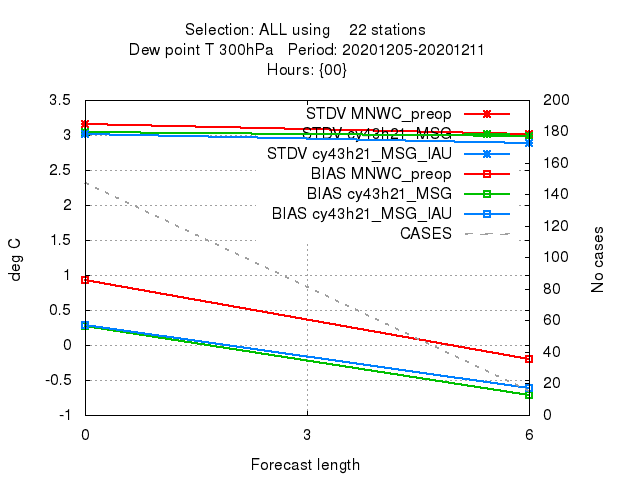 Selection: ALL using 22 stations
Dew point T 300hPa Period: 20201205-20201211
Hours: {00}
3.5
3
2.5
2
1.5
1
0.5
0
-0.5
-1
deg C
STDV MNWC_preop
STDV cy43h21_MSG
STDV cy43h21_MSG_IAU
BIAS MNWC_preop
BIAS cy43h21_MSG
BIAS cy43h21_MSG_IAU
CASES
200
180
160
140
120
100
80
60
40
20
0
No cases
0 3 6
Forecast length